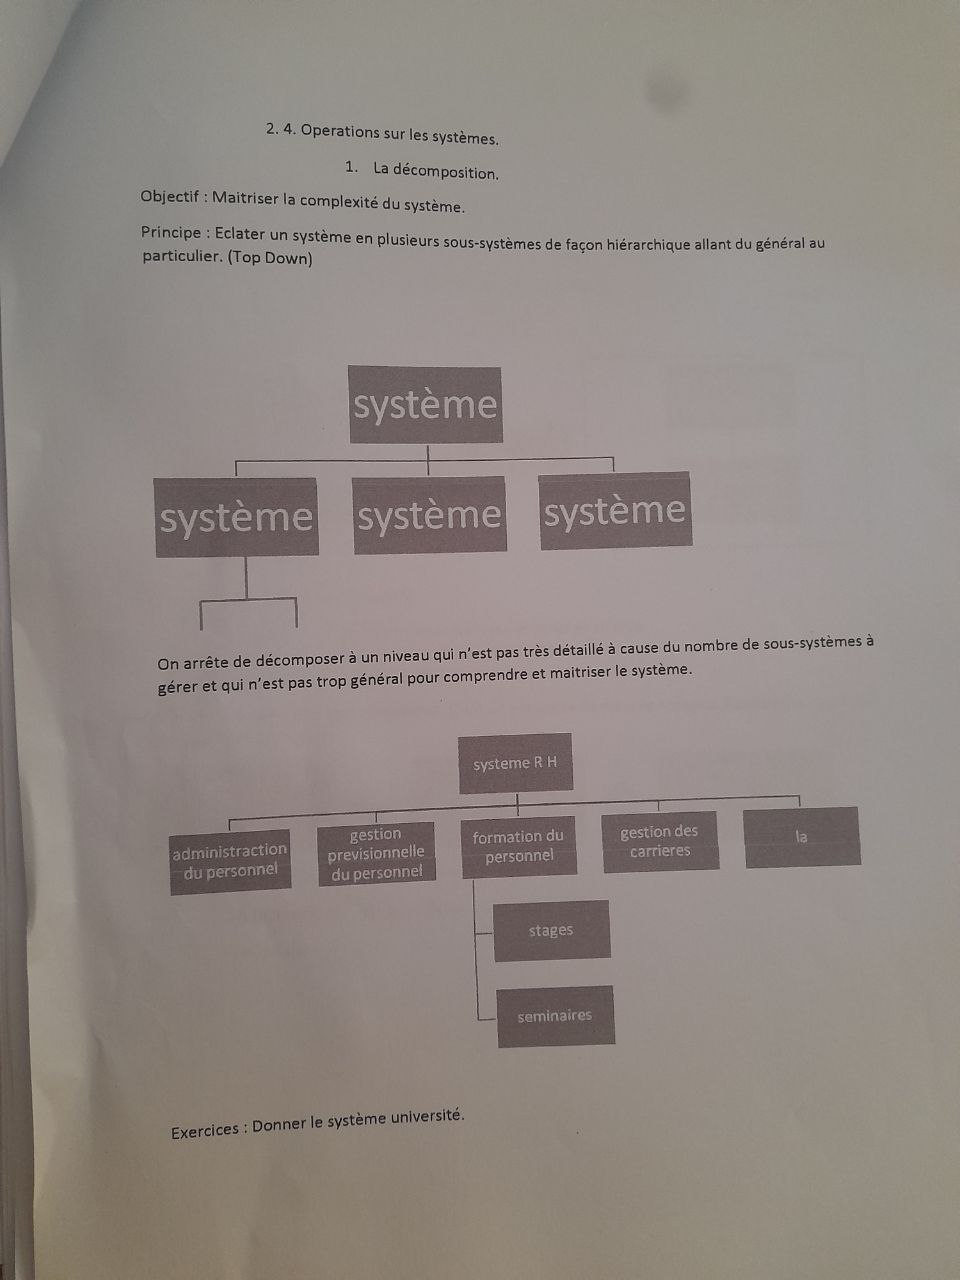 2. 4. Operations sur les systèmes.
1. La décomposition.
Objectif : Maitriser la complexité du système.
Principe : Eclater un système en plusieurs sous-systèmes de façon hiérarchique allant du général au
particulier. (Top Down)
système
système système système
On arrête de décomposer à un niveau qui n'est pas très détaillé à cause du nombre de sous-systèmes à
gérer et qui n'est pas trop général pour comprendre et maitriser le système.
systeme R H
administraction
du personnel
gestion
previsionnelle
du personnel
formation du
personnel
gestion des
carrieres
la
stages
seminaires
Exercices : Donner le système université.